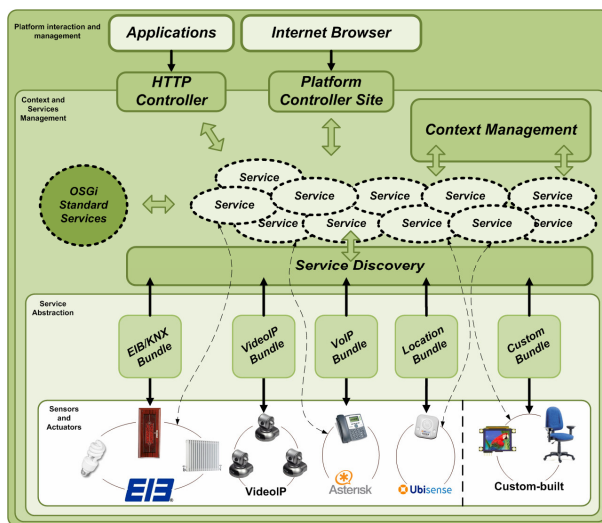 Platform interaction and
management
Applications
Internet Browser
HTTP
Controller
Platform
Controller Site
Context and
Services
Management
Context Management
OSGi
Standard
Services
Service
Service
Service
Service
Service
Service
Service
Service
Service
Service
Service
Service Discovery
Service
Abstraction
EIB/KNX
Bundle
VideoIP
Bundle
VoIP
Bundle
Location
Bundle
Custom
Bundle
Sensors
and
Actuators
EIB
VideoIP
Asterisk
Ubisense
Custom-built